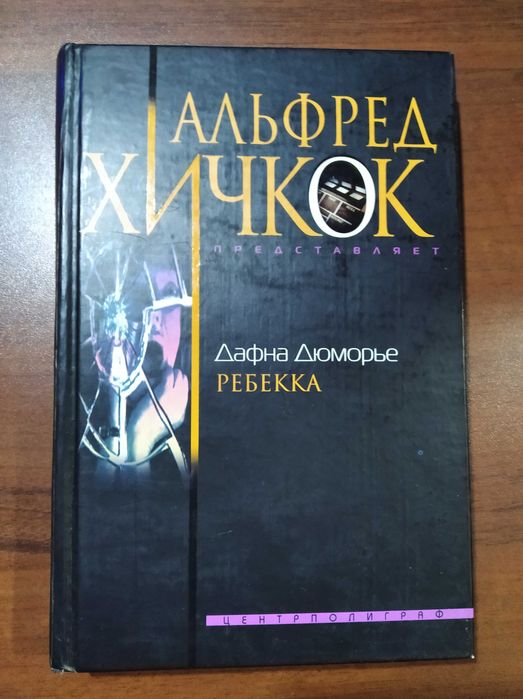 АЛЬФРЕД
ХИЧКОК
ПРЕДСТАВЛЯЕТ
Дафна Дюморье
РЕБЕККА
ЦЕНТРПОЛИГРАФ